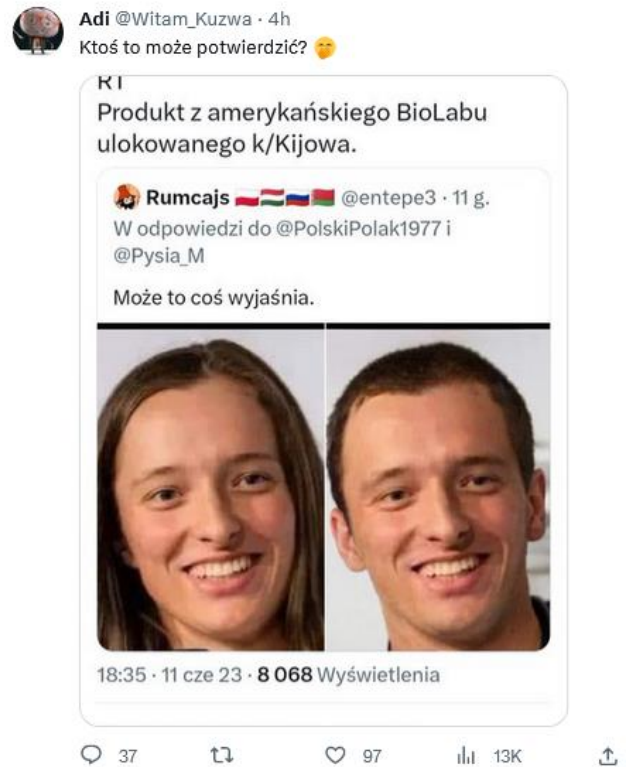 Adi @Witam_Kuzwa · 4h
Ktoś to może potwierdzić? 🤭
RT
Produkt z amerykańskiego BioLabu
ulokowanego k/Kijowa.
Rumcajs 🇵🇱🇭🇺🇷🇺🇧🇾 @entepe3 · 11 g.
W odpowiedzi do @PolskiPolak1977 i
@Pysia_M
Może to coś wyjaśnia.
18:35 · 11 cze 23 · 8 068 Wyświetlenia
37 97 13K